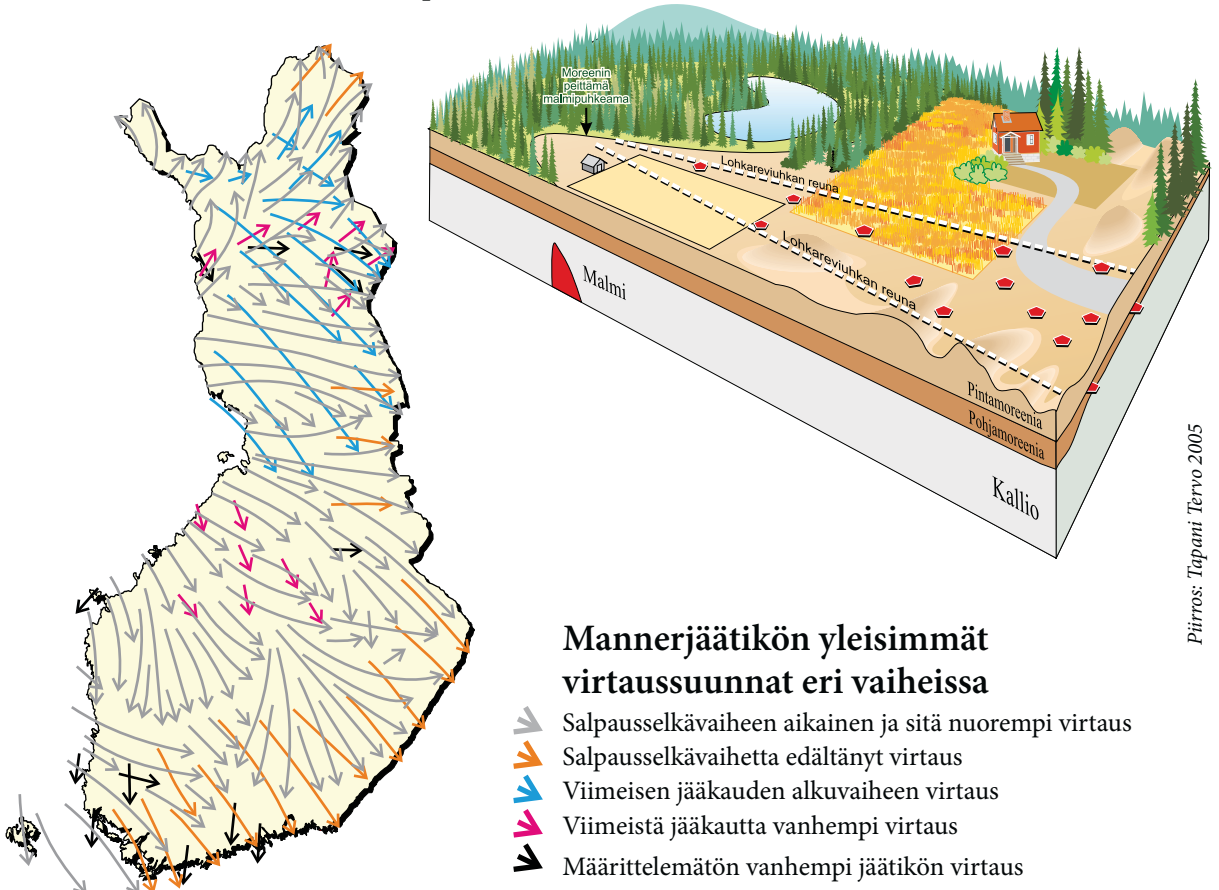 Moreenin
peittämä
malmipuhkeama
Lohkareviuhkan reuna
Lohkareviuhkan reuna
Malmi
Pintamoreenia
Pohjamoreenia
Kallio
Piirros: Tapani Tervo 2005
Mannerjäätikön yleisimmät
virtaussuunnat eri vaiheissa
Salpausselkävaiheen aikainen ja sitä nuorempi virtaus
Salpausselkävaihetta edältänyt virtaus
Viimeisen jääkauden alkuvaiheen virtaus
Viimeistä jääkautta vanhempi virtaus
Määrittelemätön vanhempi jäätikön virtaus